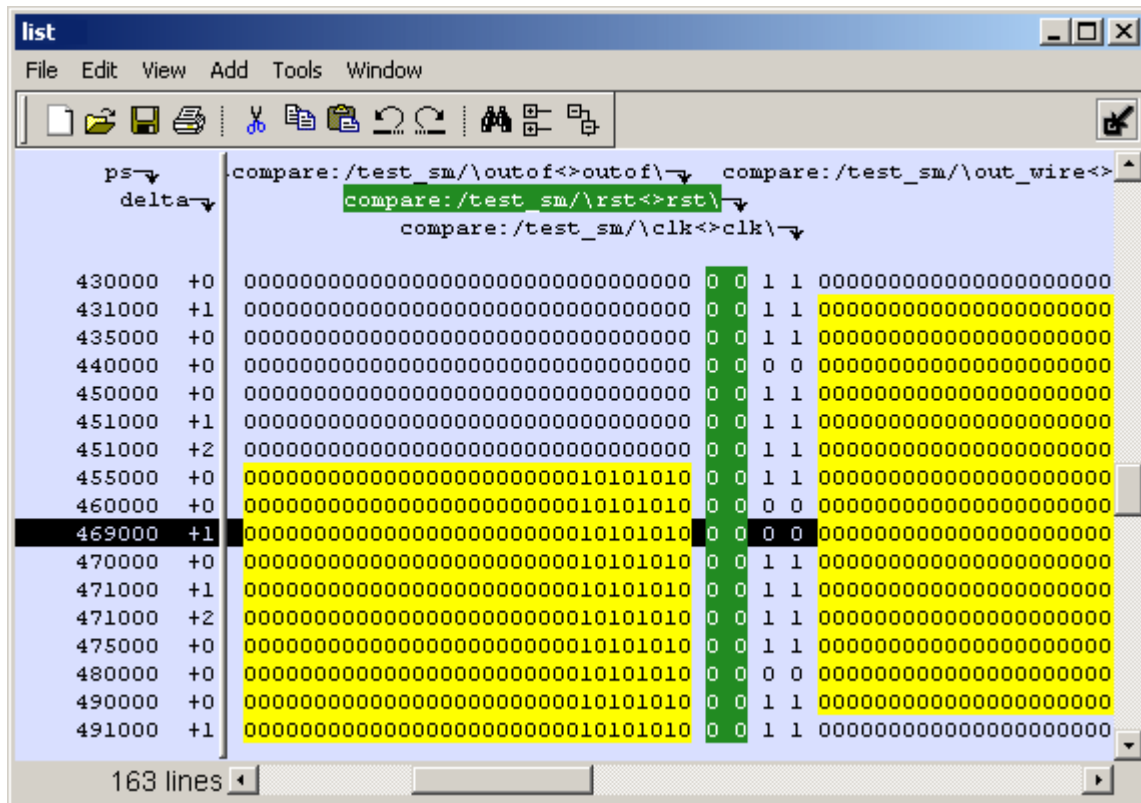 list
File Edit View Add Tools Window
ps compare:/test_sm/\outof<>outof\ compare:/test_sm/\out_wire<>
delta compare:/test_sm/\rst<>rst\
compare:/test_sm/\clk<>clk\
430000 +0 00000000000000000000000000000000 0 0 1 1 000000000000000000000
431000 +1 00000000000000000000000000000000 0 0 1 1 000000000000000000000
435000 +0 00000000000000000000000000000000 0 0 1 1 000000000000000000000
440000 +0 00000000000000000000000000000000 0 0 0 0 000000000000000000000
450000 +0 00000000000000000000000000000000 0 0 1 1 000000000000000000000
451000 +1 00000000000000000000000000000000 0 0 1 1 000000000000000000000
451000 +2 00000000000000000000000000000000 0 0 1 1 000000000000000000000
455000 +0 00000000000000000000000010101010 0 0 1 1 000000000000000000000
460000 +0 00000000000000000000000010101010 0 0 0 0 000000000000000000000
469000 +1 00000000000000000000000010101010 0 0 0 0 000000000000000000000
470000 +0 00000000000000000000000010101010 0 0 1 1 000000000000000000000
471000 +1 00000000000000000000000010101010 0 0 1 1 000000000000000000000
471000 +2 00000000000000000000000010101010 0 0 1 1 000000000000000000000
475000 +0 00000000000000000000000010101010 0 0 1 1 000000000000000000000
480000 +0 00000000000000000000000010101010 0 0 0 0 000000000000000000000
490000 +0 00000000000000000000000010101010 0 0 1 1 000000000000000000000
491000 +1 00000000000000000000000010101010 0 0 1 1 000000000000000000000
163 lines